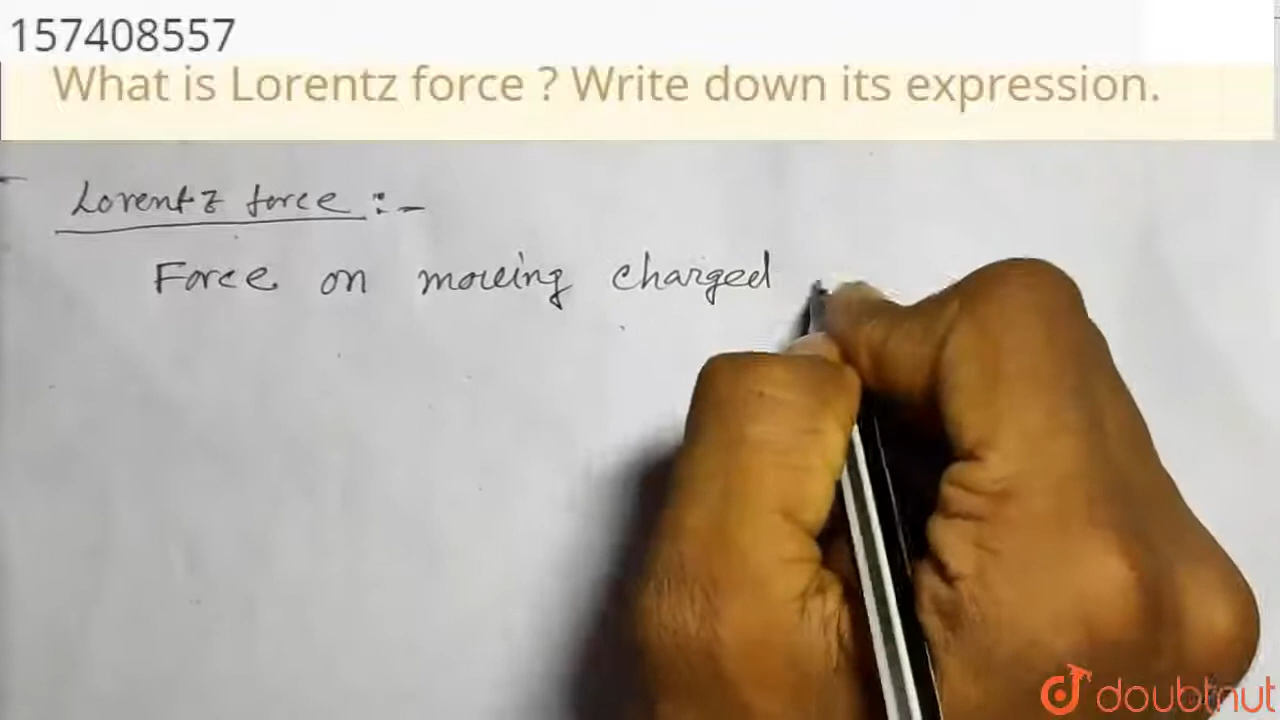 157408557
What is Lorentz force ? Write down its expression.
Lorentz force :-
Force on moving charged
doubtnut